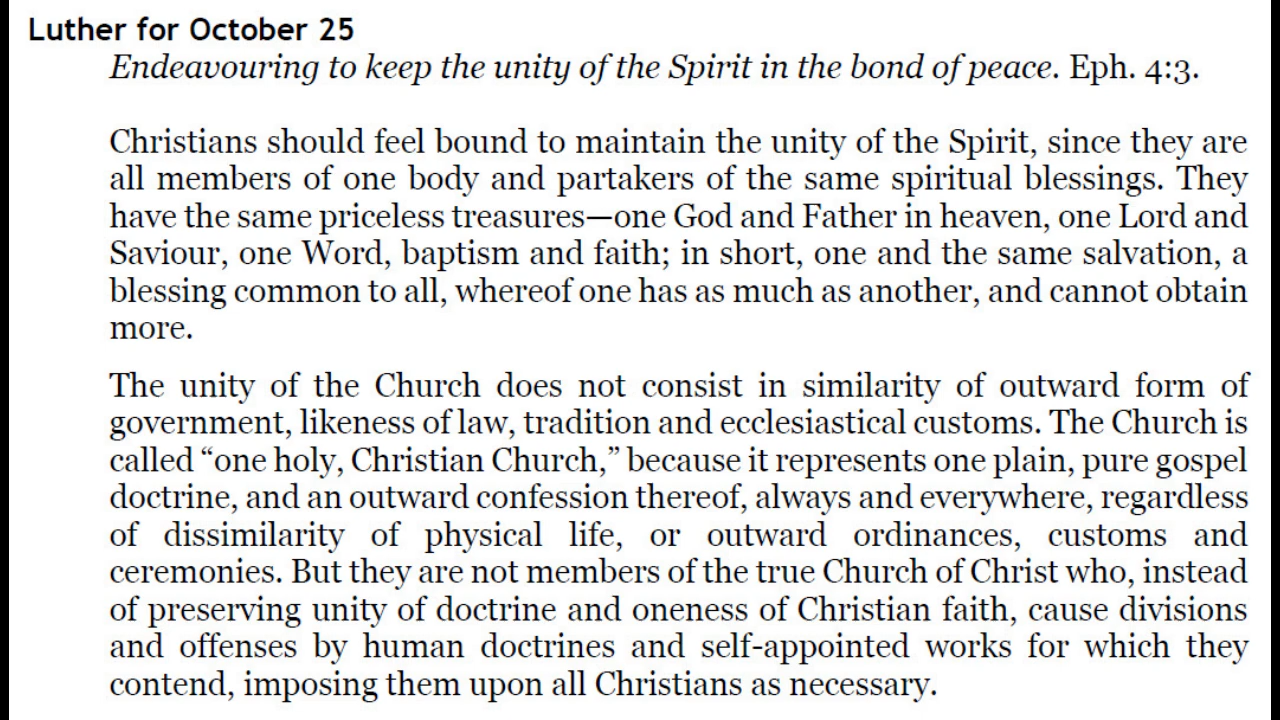 Luther for October 25
Endeavouring to keep the unity of the Spirit in the bond of peace. Eph. 4:3.
Christians should feel bound to maintain the unity of the Spirit, since they are
all members of one body and partakers of the same spiritual blessings. They
have the same priceless treasures—one God and Father in heaven, one Lord and
Saviour, one Word, baptism and faith; in short, one and the same salvation, a
blessing common to all, whereof one has as much as another, and cannot obtain
more.
The unity of the Church does not consist in similarity of outward form of
government, likeness of law, tradition and ecclesiastical customs. The Church is
called “one holy, Christian Church,” because it represents one plain, pure gospel
doctrine, and an outward confession thereof, always and everywhere, regardless
of dissimilarity of physical life, or outward ordinances, customs and
ceremonies. But they are not members of the true Church of Christ who, instead
of preserving unity of doctrine and oneness of Christian faith, cause divisions
and offenses by human doctrines and self-appointed works for which they
contend, imposing them upon all Christians as necessary.